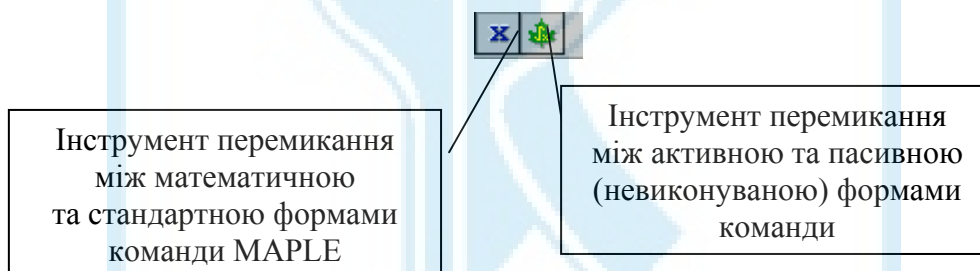 x
Інструмент перемикання
між математичною
та стандартною формами
команди MAPLE
Інструмент перемикання
між активною та пасивною
(невиконуваною) формами
команди